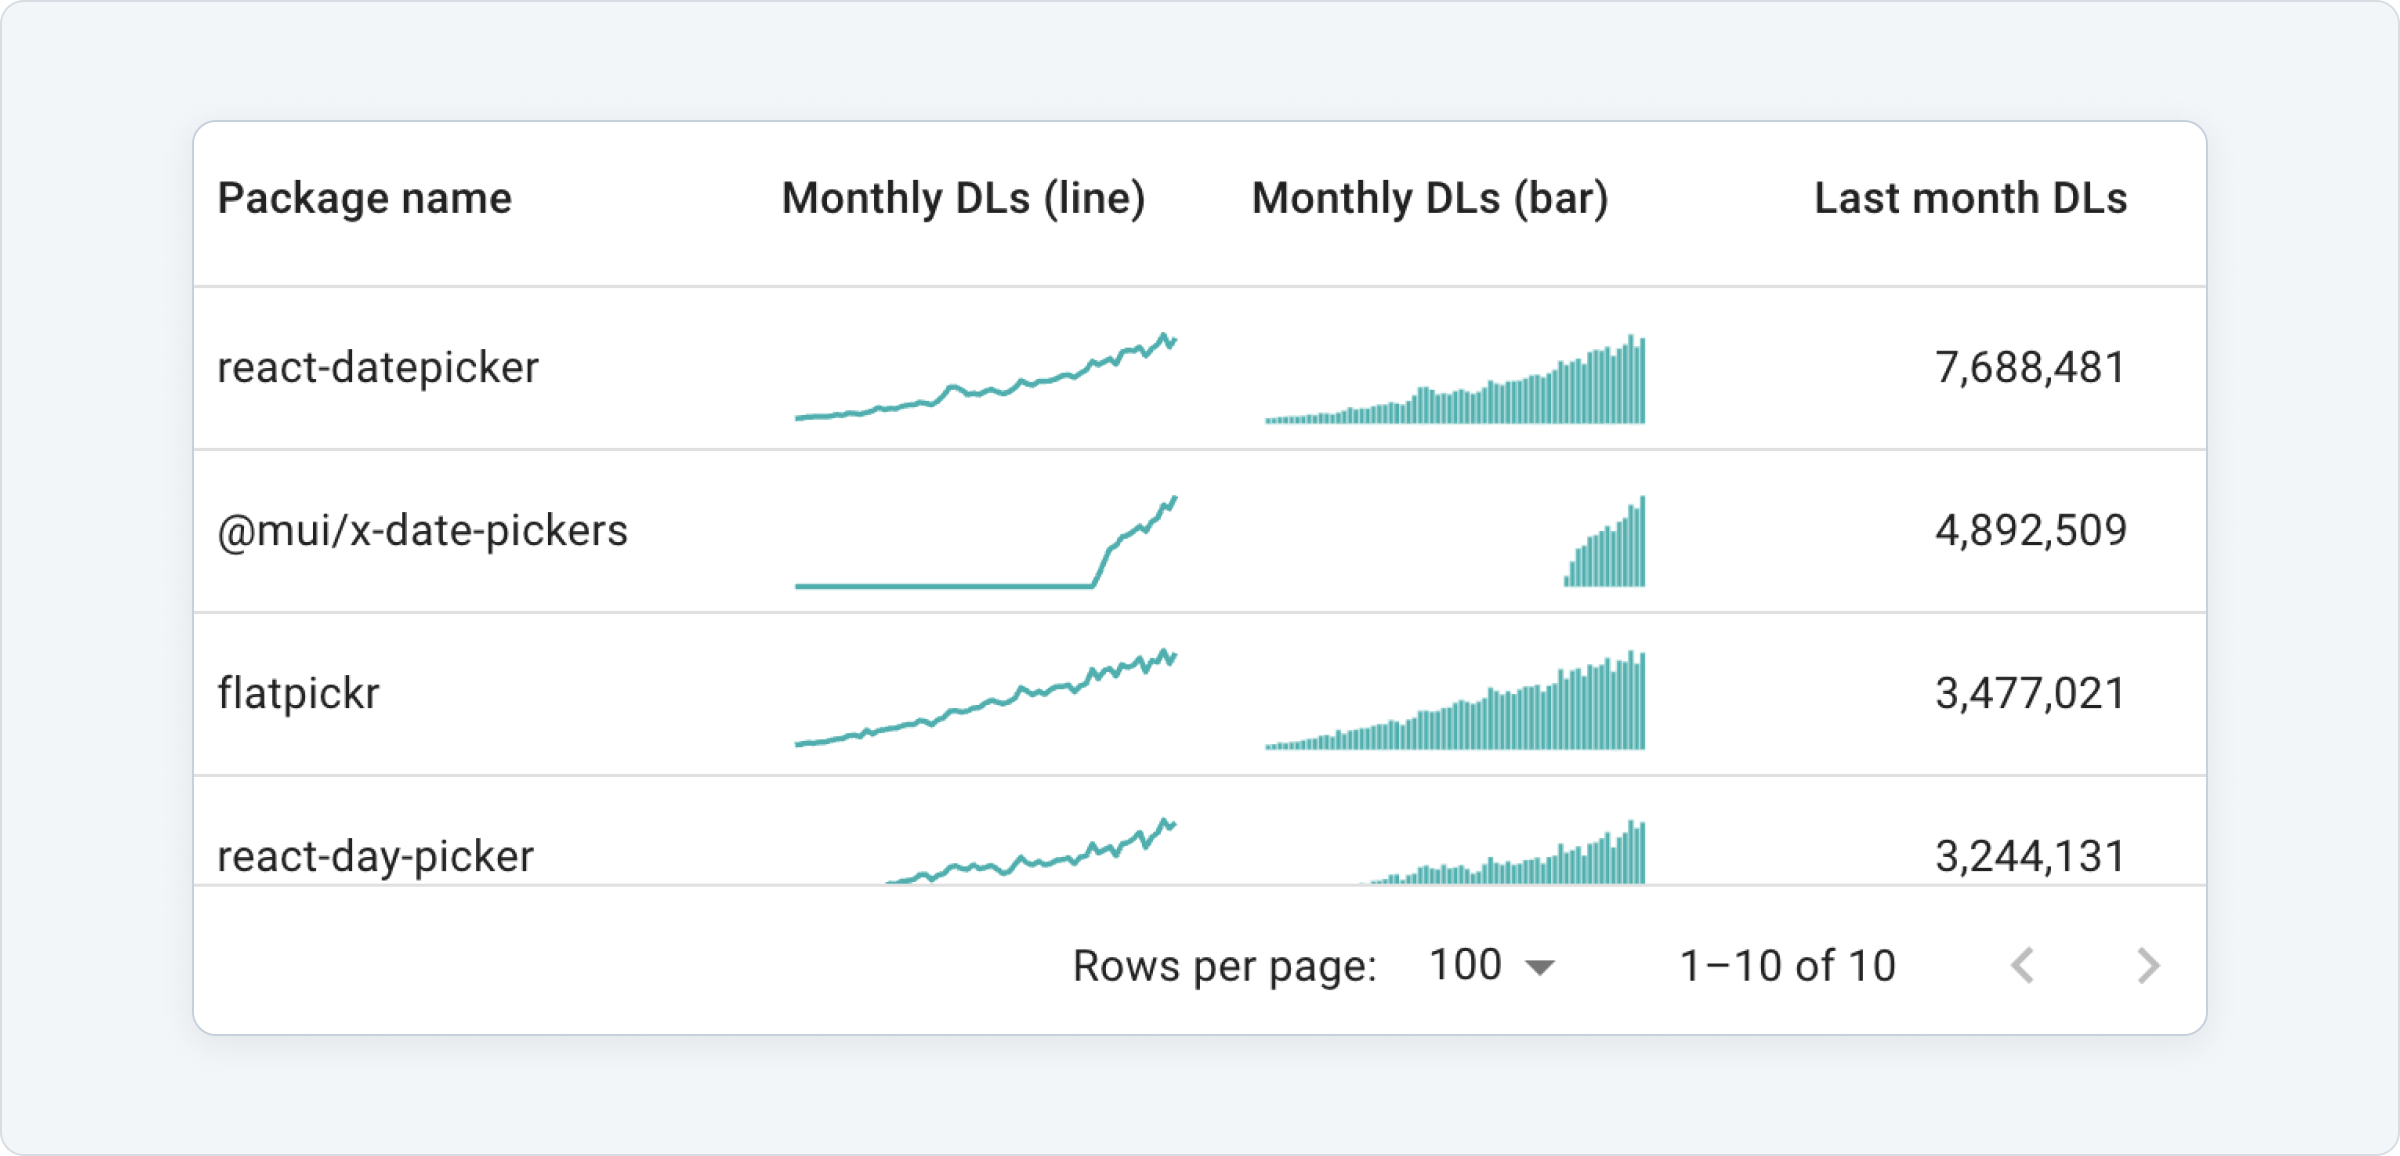 Package name Monthly DLs (line) Monthly DLs (bar) Last month DLs
react-datepicker 7,688,481
@mui/x-date-pickers 4,892,509
flatpickr 3,477,021
react-day-picker 3,244,131
Rows per page: 100 1–10 of 10